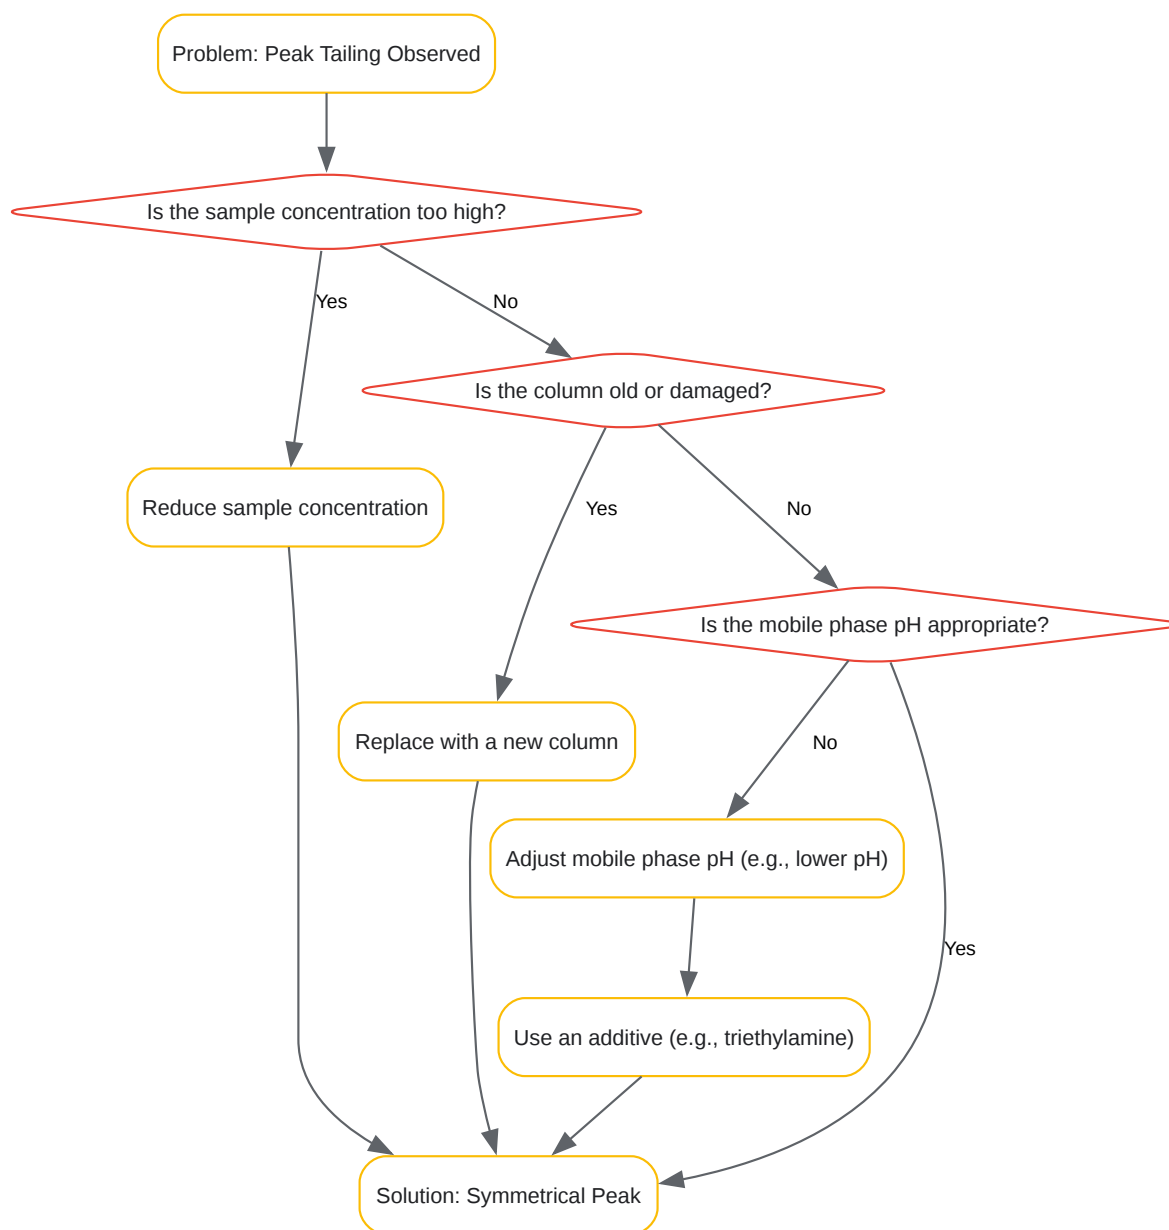 Problem: Peak Tailing Observed
Is the sample concentration too high?
Yes
No
Is the column old or damaged?
Reduce sample concentration
Yes
No
Is the mobile phase pH appropriate?
Replace with a new column
No
Adjust mobile phase pH (e.g., lower pH)
Yes
Use an additive (e.g., triethylamine)
Solution: Symmetrical Peak